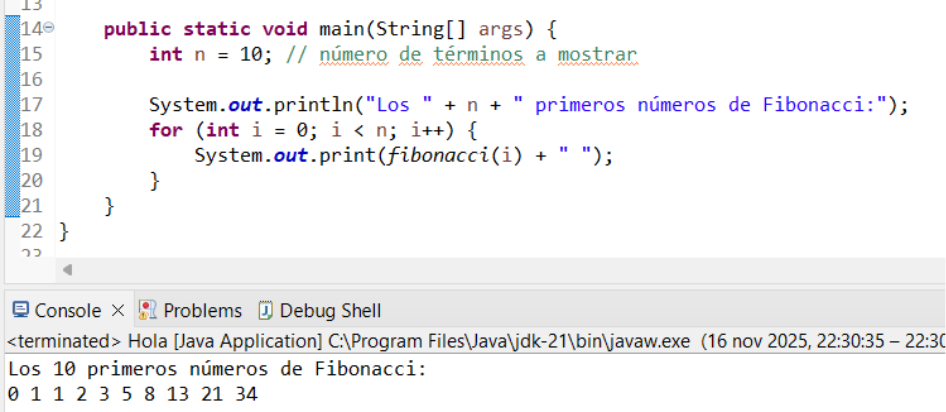 13
14 public static void main(String[] args) {
15 int n = 10; // número de términos a mostrar
16
17 System.out.println("Los " + n + " primeros números de Fibonacci:");
18 for (int i = 0; i < n; i++) {
19 System.out.print(fibonacci(i) + " ");
20 }
21 }
22 }
23
Console Problems Debug Shell
<terminated> Hola [Java Application] C:\Program Files\Java\jdk-21\bin\javaw.exe (16 nov 2025, 22:30:35 – 22:30
Los 10 primeros números de Fibonacci:
0 1 1 2 3 5 8 13 21 34